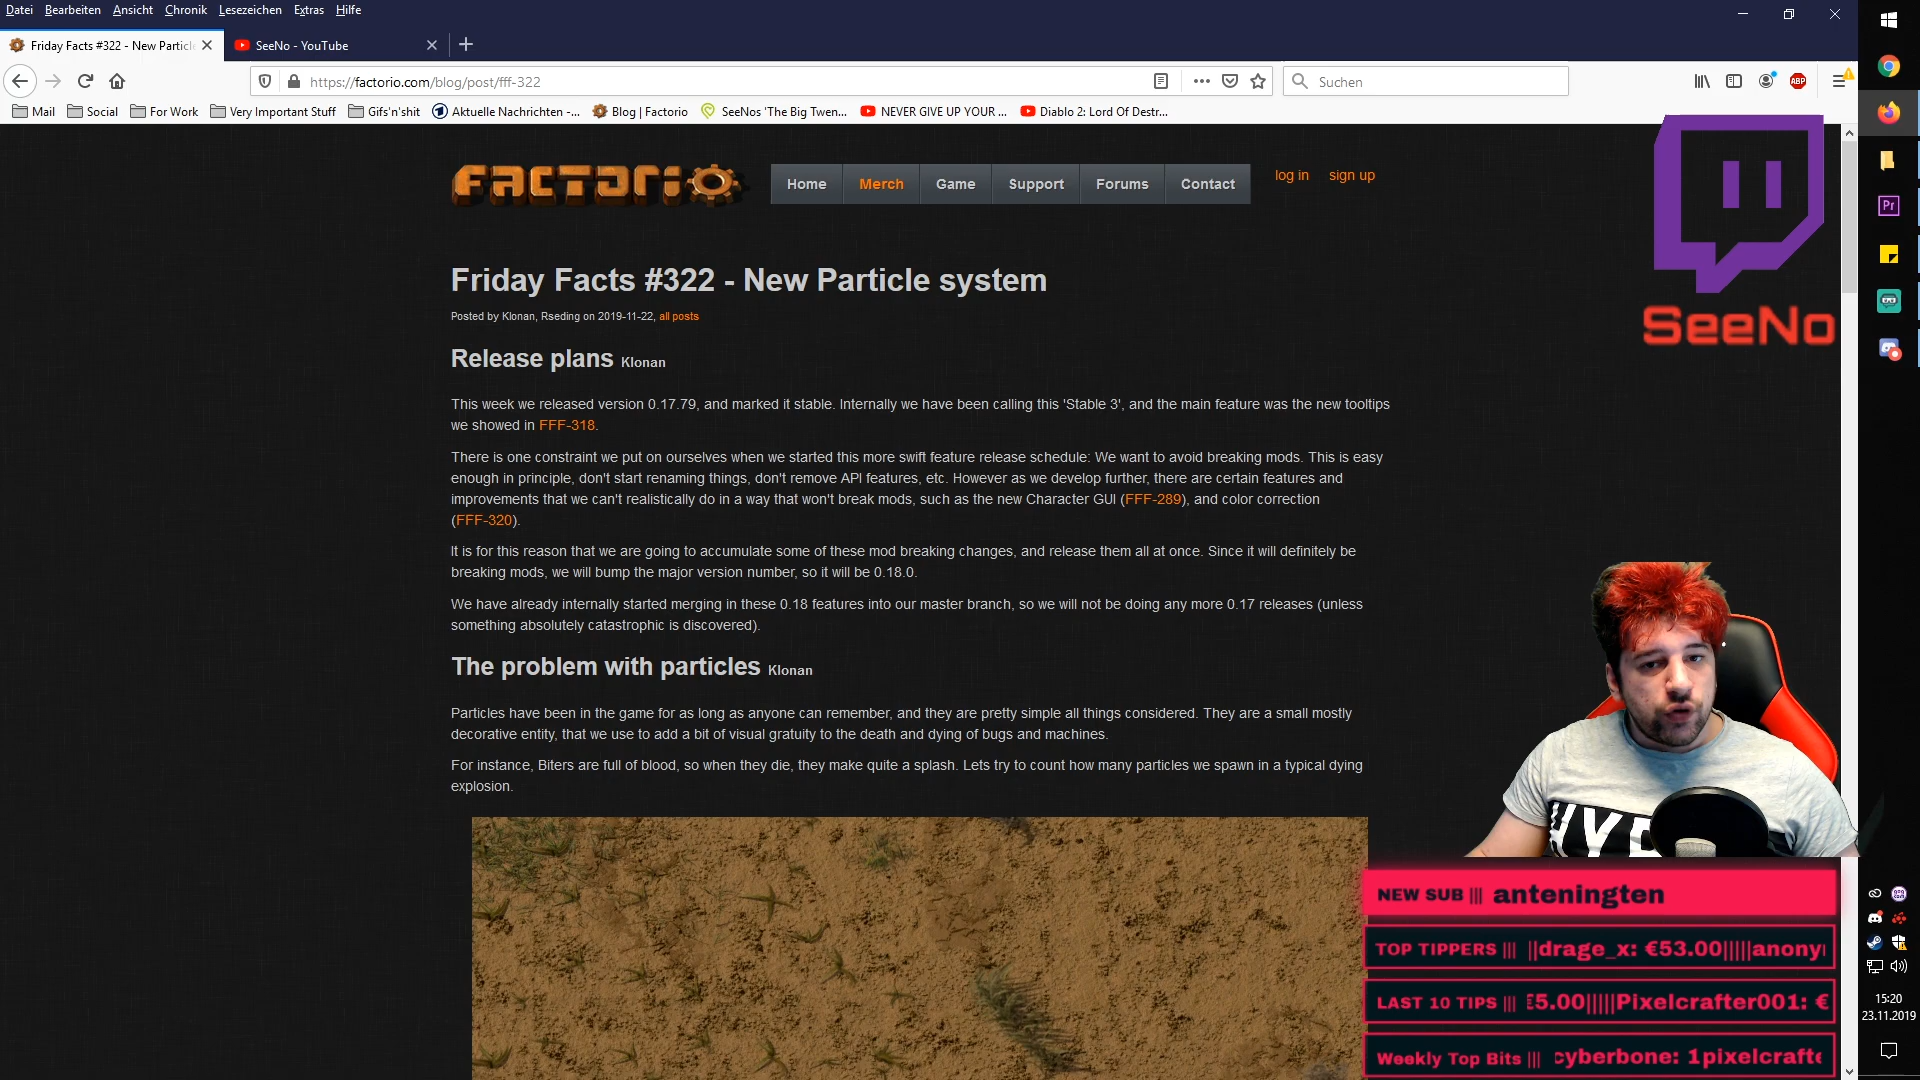 Datei Bearbeiten Ansicht Chronik Lesezeichen Extras Hilfe
Friday Facts #322 - New Particle
SeeNo - YouTube
https://factorio.com/blog/post/fff-322
Suchen
Mail Social For Work Very Important Stuff Gifs'n'shit Aktuelle Nachrichten -... Blog | Factorio SeeNos 'The Big Twen... NEVER GIVE UP YOUR ... Diablo 2: Lord Of Destr...
FACTORIO
Home Merch Game Support Forums Contact
log in sign up
SeeNo
Friday Facts #322 - New Particle system
Posted by Klonan, Rseding on 2019-11-22, all posts
Release plans Klonan
This week we released version 0.17.79, and marked it stable. Internally we have been calling this 'Stable 3', and the main feature was the new tooltips
we showed in FFF-318.
There is one constraint we put on ourselves when we started this more swift feature release schedule: We want to avoid breaking mods. This is easy
enough in principle, don't start renaming things, don't remove API features, etc. However as we develop further, there are certain features and
improvements that we can't realistically do in a way that won't break mods, such as the new Character GUI (FFF-289), and color correction
(FFF-320).
It is for this reason that we are going to accumulate some of these mod breaking changes, and release them all at once. Since it will definitely be
breaking mods, we will bump the major version number, so it will be 0.18.0.
We have already internally started merging in these 0.18 features into our master branch, so we will not be doing any more 0.17 releases (unless
something absolutely catastrophic is discovered).
The problem with particles Klonan
Particles have been in the game for as long as anyone can remember, and they are pretty simple all things considered. They are a small mostly
decorative entity, that we use to add a bit of visual gratuity to the death and dying of bugs and machines.
For instance, Biters are full of blood, so when they die, they make quite a splash. Lets try to count how many particles we spawn in a typical dying
explosion.
NEW SUB ||| anteningten
TOP TIPPERS ||| ||drage_x: €53.00|||||anony
LAST 10 TIPS ||| €5.00|||||Pixelcrafter001: €
Weekly Top Bits ||| cyberbone: 1pixelcraft
ABP
Pr
15:20
23.11.2019